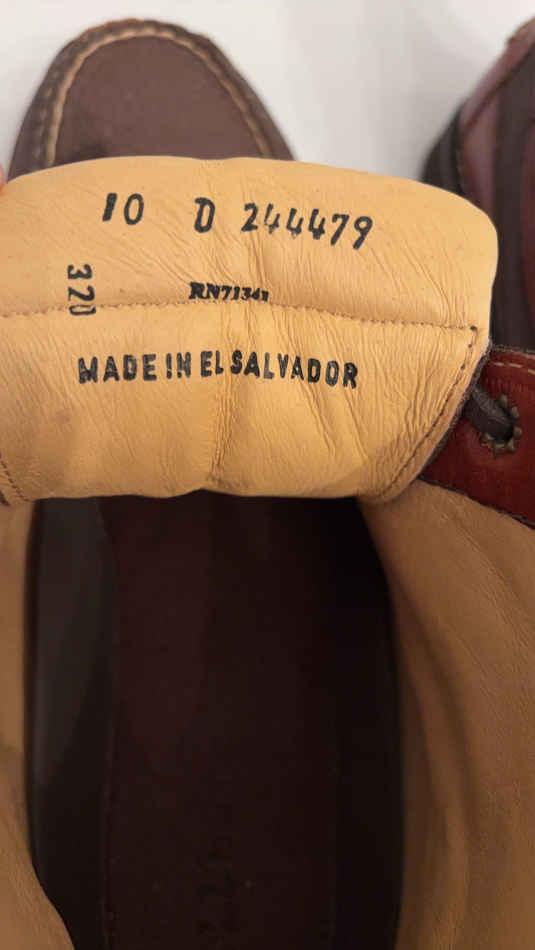 10 D 244479
320
RN71341
MADE IN EL SALVADOR